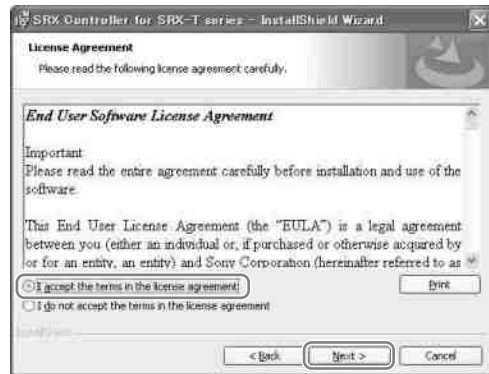 SRX Controller for SRX-T series - InstallShield Wizard
License Agreement
Please read the following license agreement carefully.
End User Software License Agreement
Important
Please read the entire agreement carefully before installation and use of the
software.
This End User License Agreement (the "EULA") is a legal agreement
between you (either an individual or, if purchased or otherwise acquired by
or for an entity, an entity) and Sony Corporation (hereinafter referred to as
I accept the terms in the license agreement
Print
I do not accept the terms in the license agreement
InstallShield
< Back
Next >
Cancel